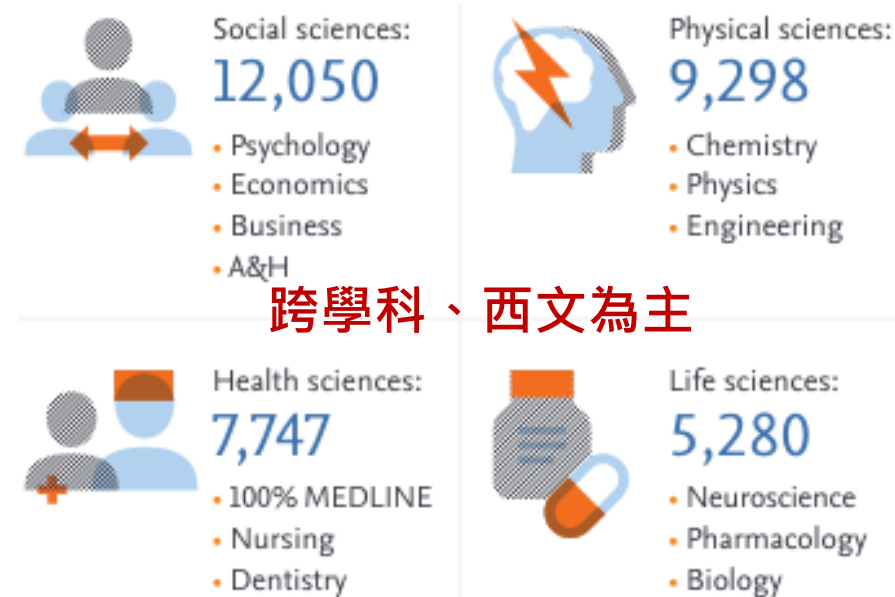 Social sciences:
12,050
• Psychology
• Economics
• Business
• A&H
Physical sciences:
9,298
• Chemistry
• Physics
• Engineering
跨學科、西文為主
Health sciences:
7,747
• 100% MEDLINE
• Nursing
• Dentistry
Life sciences:
5,280
• Neuroscience
• Pharmacology
• Biology